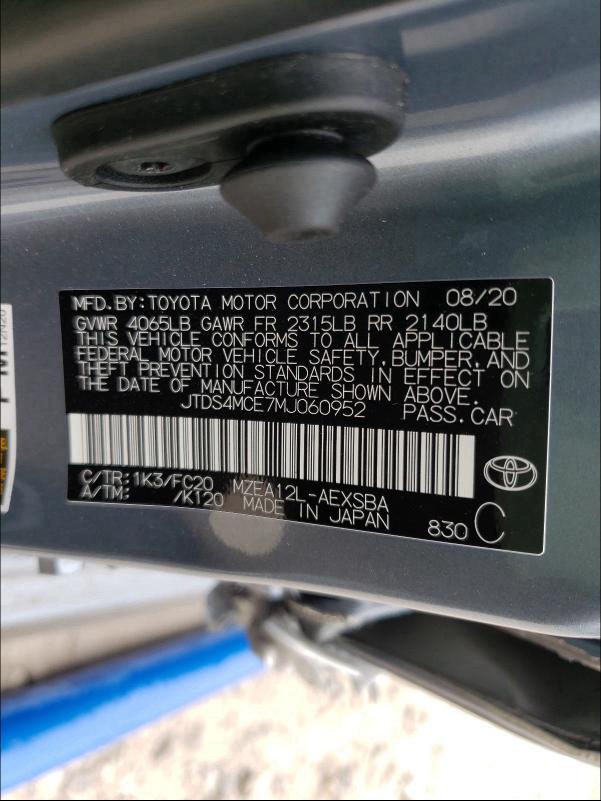 MFD. BY: TOYOTA MOTOR CORPORATION 08/20
GVWR 4065LB GAWR FR 2315LB RR 2140LB
THIS VEHICLE CONFORMS TO ALL APPLICABLE
FEDERAL MOTOR VEHICLE SAFETY, BUMPER, AND
THEFT PREVENTION STANDARDS IN EFFECT ON
THE DATE OF MANUFACTURE SHOWN ABOVE.
JTDS4MCE7MJ060952 PASS.CAR
C/TR: 1K3/FC20 MZEA12L-AEXSBA
A/TM: /K120 MADE IN JAPAN 830 C